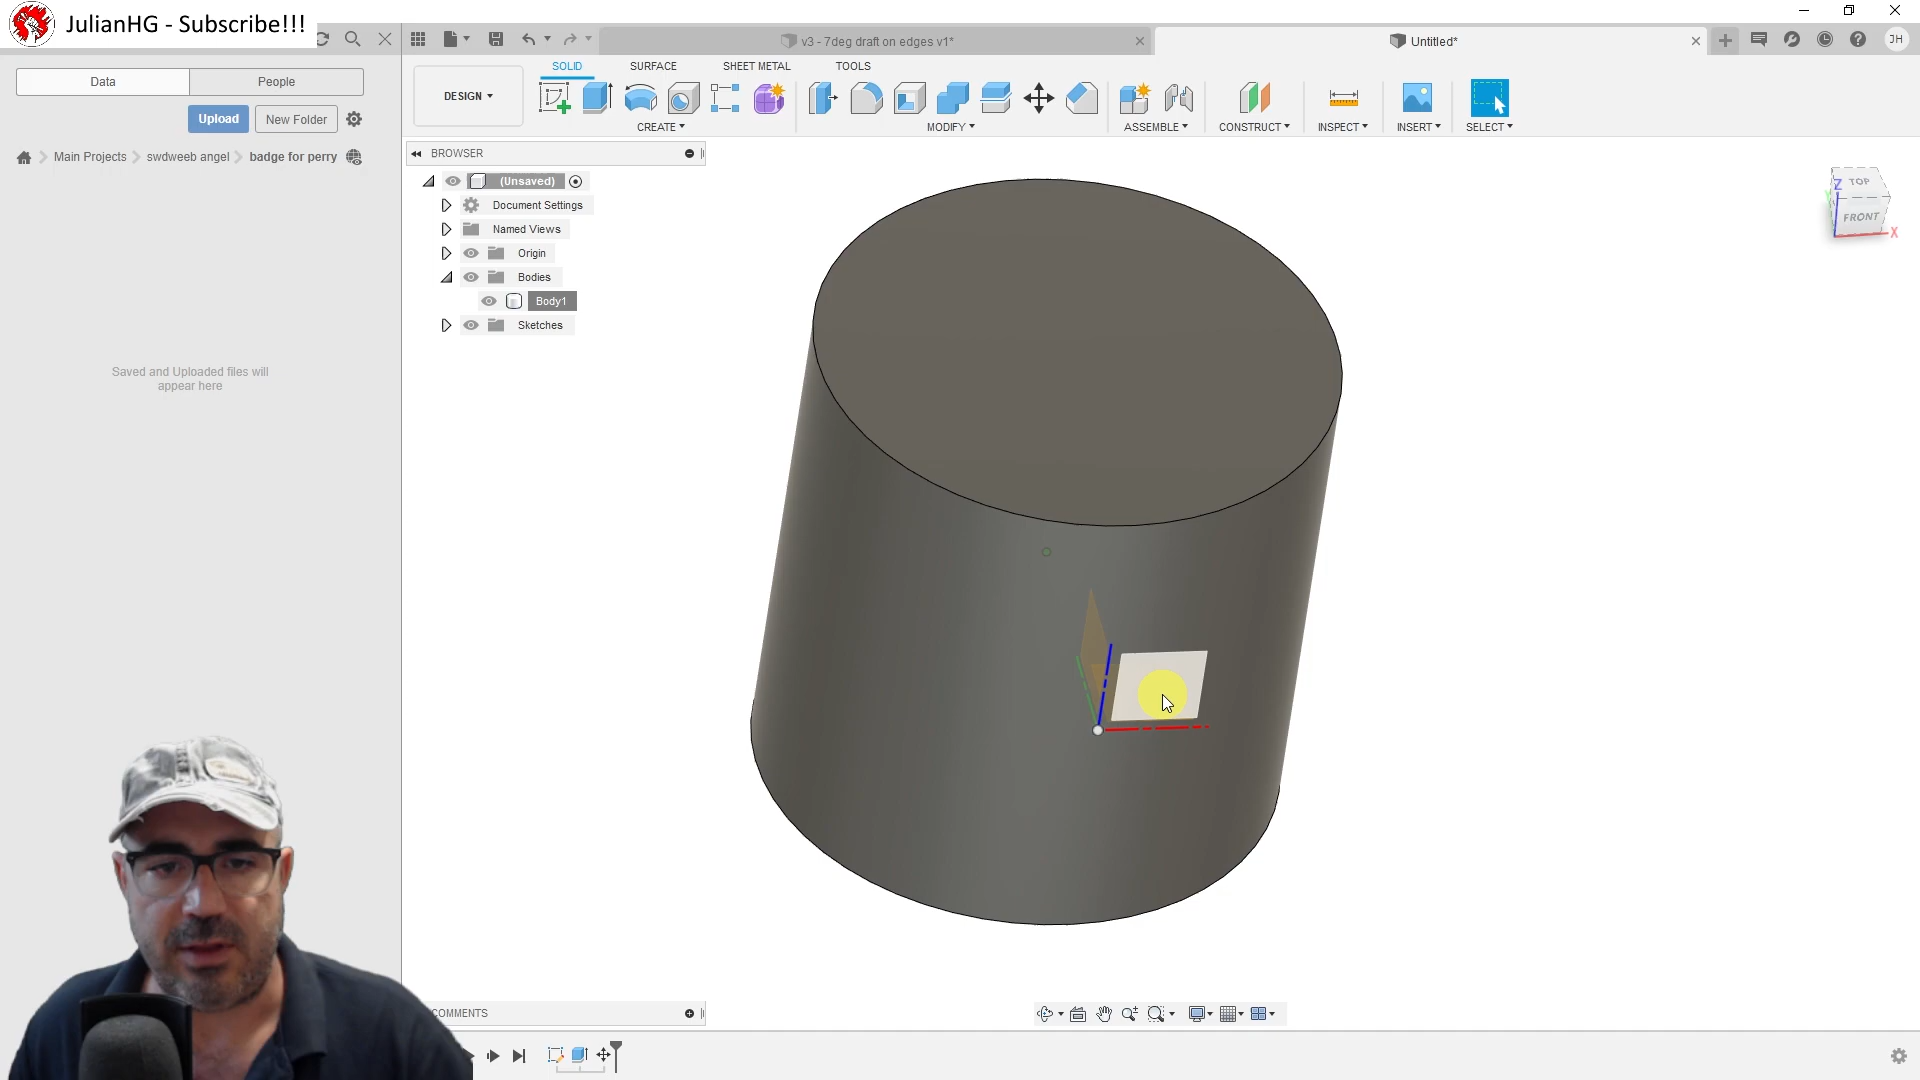 JulianHG - Subscribe!!!
v3 - 7deg draft on edges v1*
Untitled*
JH
Data
People
SOLID
SURFACE
SHEET METAL
TOOLS
DESIGN
Upload
New Folder
CREATE
MODIFY
ASSEMBLE
CONSTRUCT
INSPECT
INSERT
SELECT
Main Projects
swdweeb angel
badge for perry
BROWSER
(Unsaved)
Document Settings
Named Views
Origin
Bodies
Body1
Sketches
Saved and Uploaded files will
appear here
TOP
FRONT
Z
X
COMMENTS